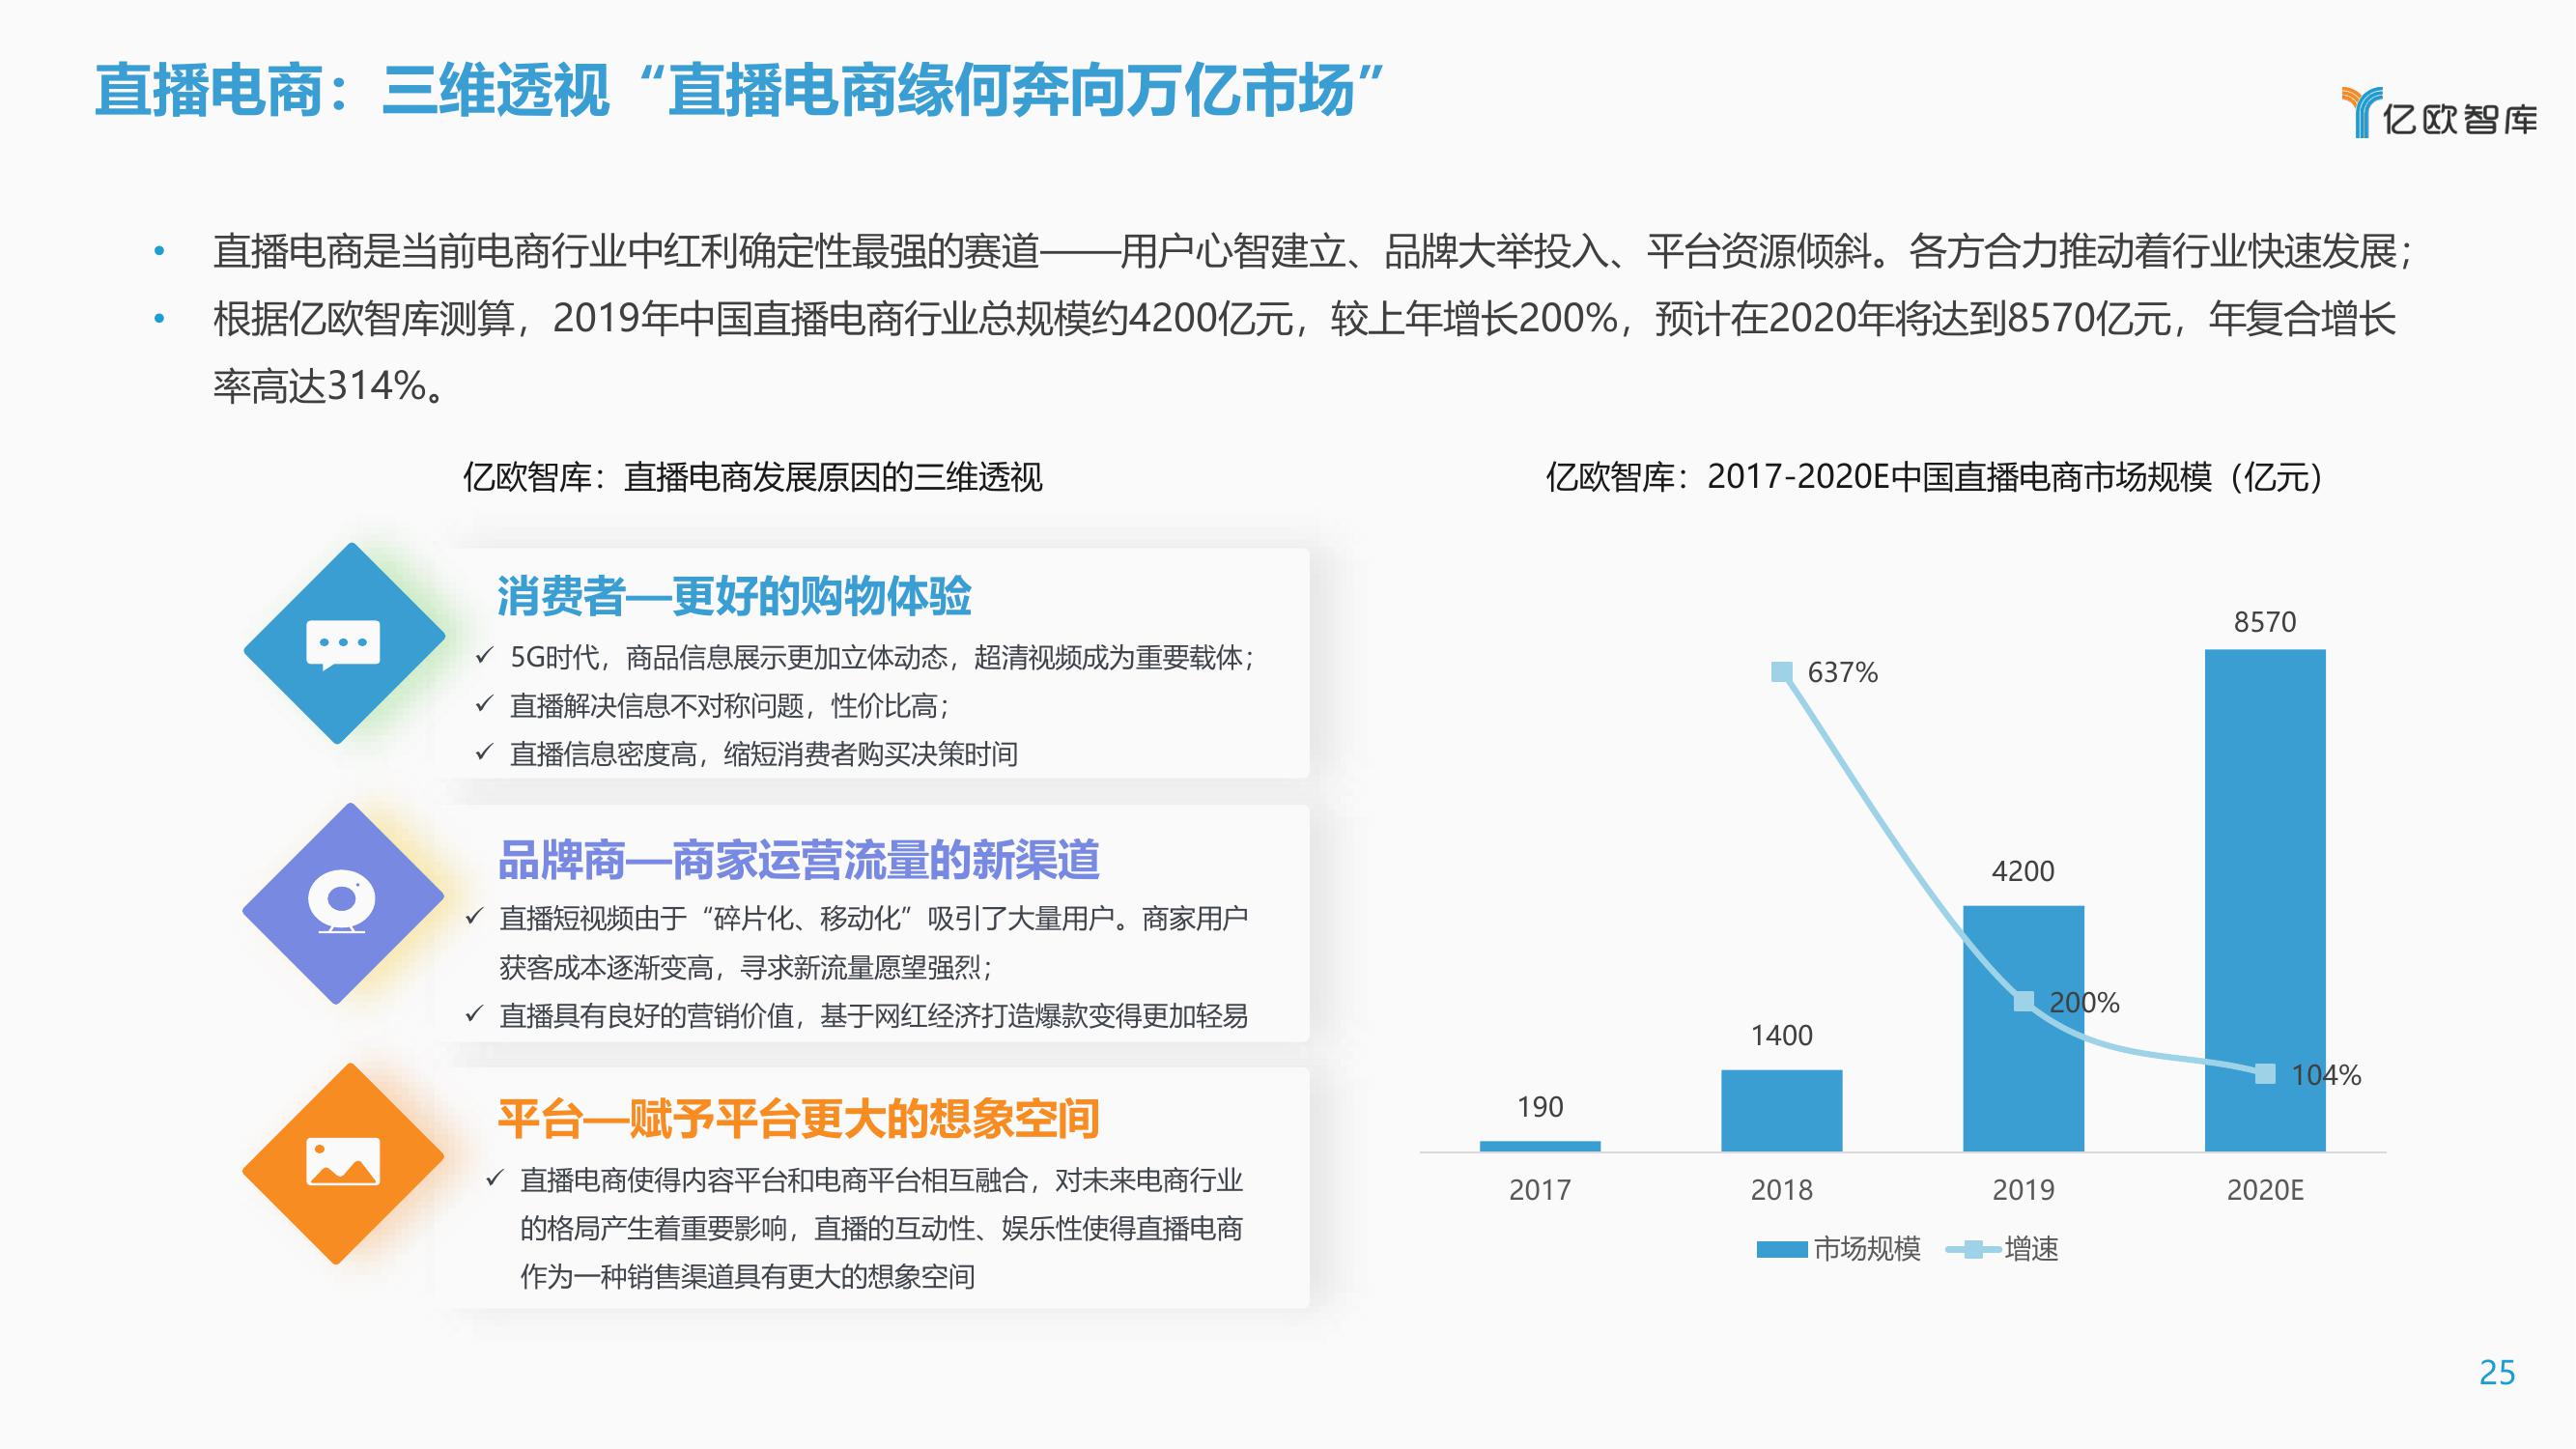 直播电商：三维透视“直播电商缘何奔向万亿市场”
亿欧智库
• 直播电商是当前电商行业中红利确定性最强的赛道——用户心智建立、品牌大举投入、平台资源倾斜。各方合力推动着行业快速发展；
• 根据亿欧智库测算，2019年中国直播电商行业总规模约4200亿元，较上年增长200%，预计在2020年将达到8570亿元，年复合增长
率高达314%。
亿欧智库：直播电商发展原因的三维透视
消费者—更好的购物体验
✓ 5G时代，商品信息展示更加立体动态，超清视频成为重要载体；
✓ 直播解决信息不对称问题，性价比高；
✓ 直播信息密度高，缩短消费者购买决策时间
品牌商—商家运营流量的新渠道
✓ 直播短视频由于“碎片化、移动化”吸引了大量用户。商家用户
获客成本逐渐变高，寻求新流量愿望强烈；
✓ 直播具有良好的营销价值，基于网红经济打造爆款变得更加轻易
平台—赋予平台更大的想象空间
✓ 直播电商使得内容平台和电商平台相互融合，对未来电商行业
的格局产生着重要影响，直播的互动性、娱乐性使得直播电商
作为一种销售渠道具有更大的想象空间
亿欧智库：2017-2020E中国直播电商市场规模（亿元）
8570
637%
4200
200%
1400
104%
190
2017 2018 2019 2020E
市场规模 增速
25